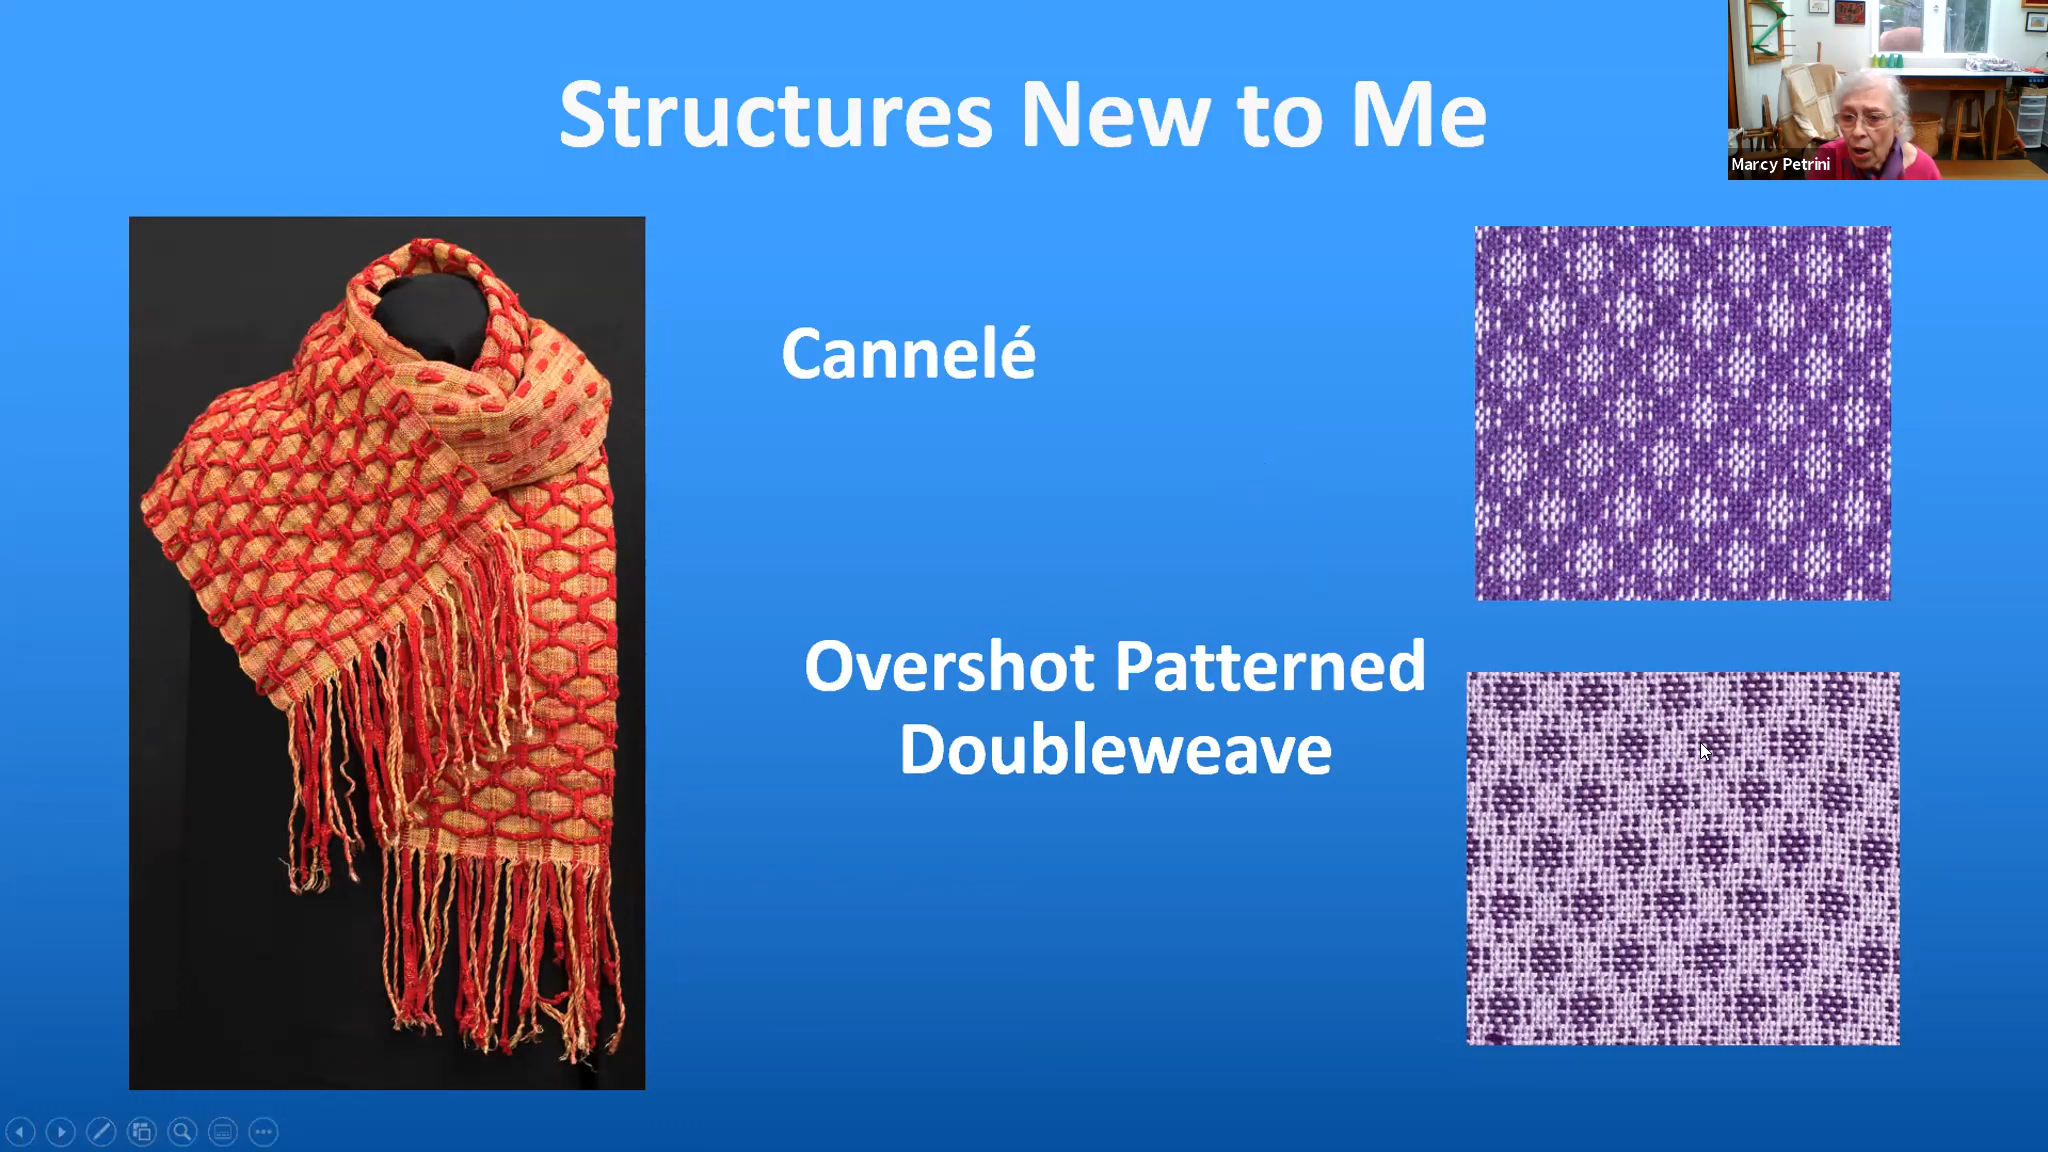 Structures New to Me
Marcy Petrini
Cannelé
Overshot Patterned
Doubleweave